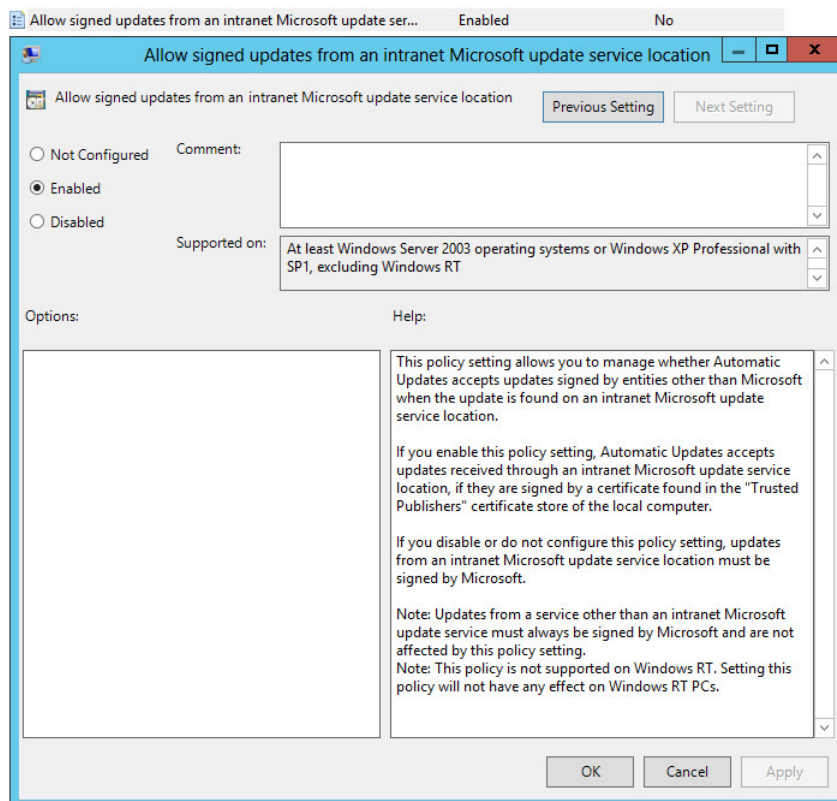 Allow signed updates from an intranet Microsoft update ser... Enabled No
Allow signed updates from an intranet Microsoft update service location
Allow signed updates from an intranet Microsoft update service location
Previous Setting
Next Setting
Not Configured
Enabled
Disabled
Comment:
Supported on:
At least Windows Server 2003 operating systems or Windows XP Professional with
SP1, excluding Windows RT
Options:
Help:
This policy setting allows you to manage whether Automatic
Updates accepts updates signed by entities other than Microsoft
when the update is found on an intranet Microsoft update
service location.
If you enable this policy setting, Automatic Updates accepts
updates received through an intranet Microsoft update service
location, if they are signed by a certificate found in the "Trusted
Publishers" certificate store of the local computer.
If you disable or do not configure this policy setting, updates
from an intranet Microsoft update service location must be
signed by Microsoft.
Note: Updates from a service other than an intranet Microsoft
update service must always be signed by Microsoft and are not
affected by this policy setting.
Note: This policy is not supported on Windows RT. Setting this
policy will not have any effect on Windows RT PCs.
OK
Cancel
Apply